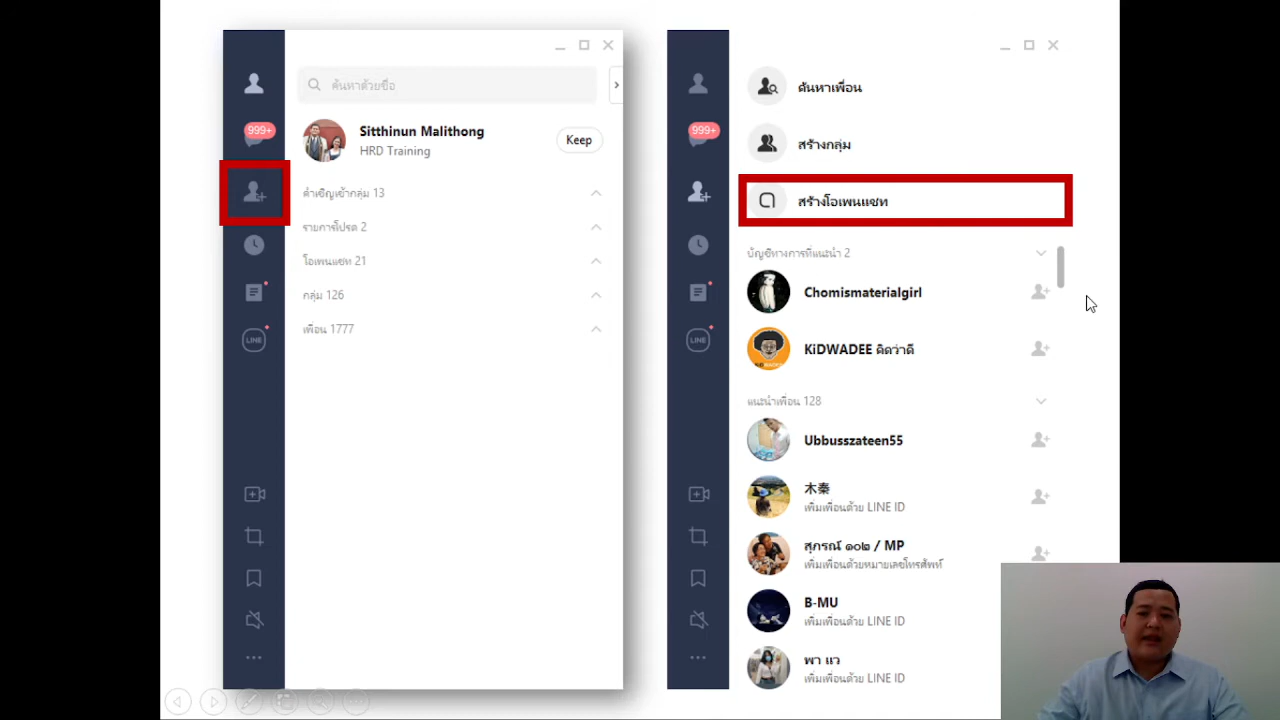 ค้นหาด้วยชื่อ
999+
Sitthinun Malithong
HRD Training
Keep
คำเชิญเข้ากลุ่ม 13
รายการโปรด 2
โอเพนแชท 21
กลุ่ม 126
เพื่อน 1777
LINE
ค้นหาเพื่อน
999+
สร้างกลุ่ม
สร้างโอเพนแชท
บัญชีทางการที่แนะนำ 2
Chomismaterialgirl
KiDWADEE คิดว่าดี
LINE
แนะนำเพื่อน 128
Ubbusszateen55
木秦
เพิ่มเพื่อนด้วย LINE ID
สุภรณ์ ๑๐๒ / MP
เพิ่มเพื่อนด้วยหมายเลขโทรศัพท์
B-MU
เพิ่มเพื่อนด้วย LINE ID
พา แว
เพิ่มเพื่อนด้วย LINE ID